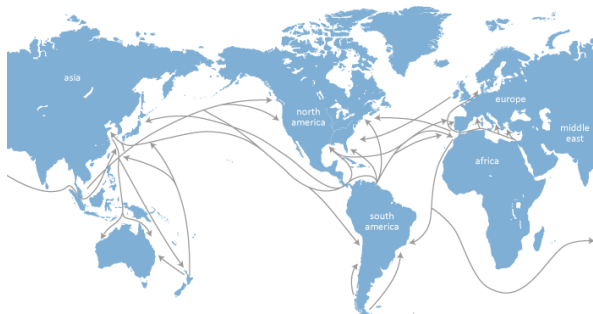 asia
north
america
europe
middle
east
africa
south
america